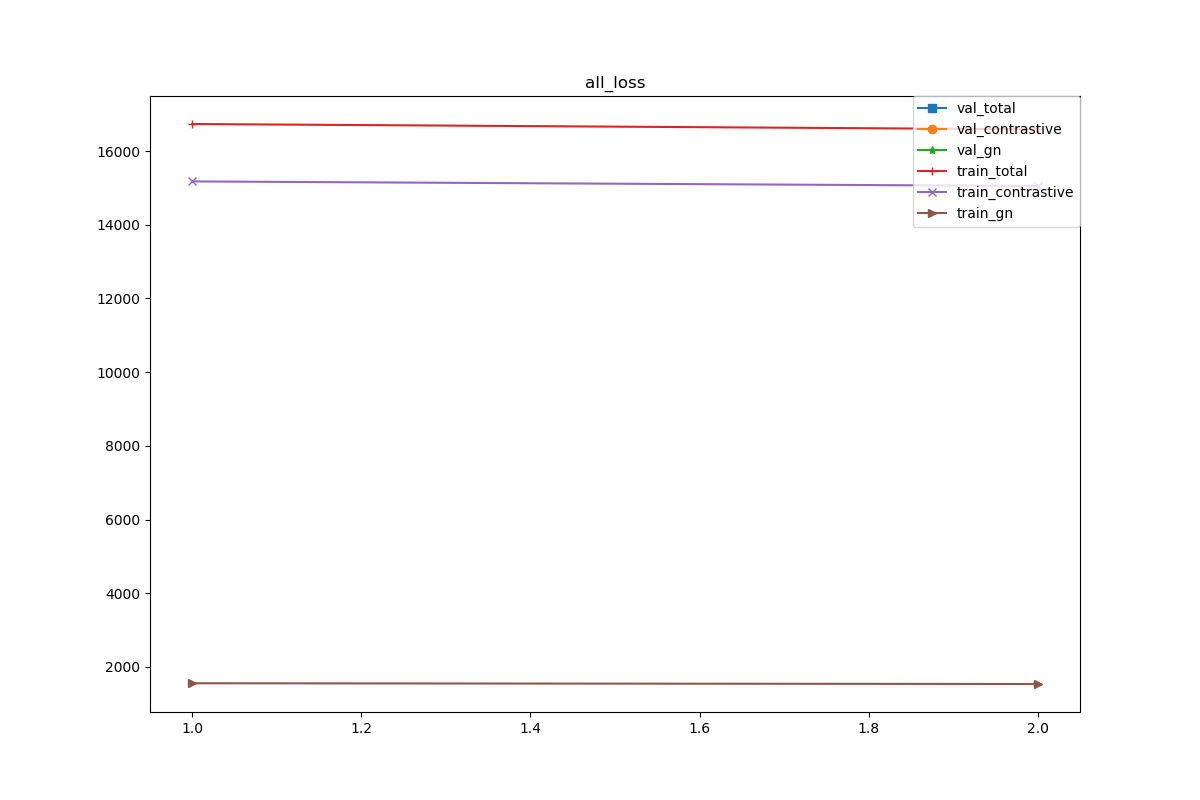 all_loss
val_total
val_contrastive
val_gn
train_total
train_contrastive
train_gn
16000
14000
12000
10000
8000
6000
4000
2000
1.0 1.2 1.4 1.6 1.8 2.0